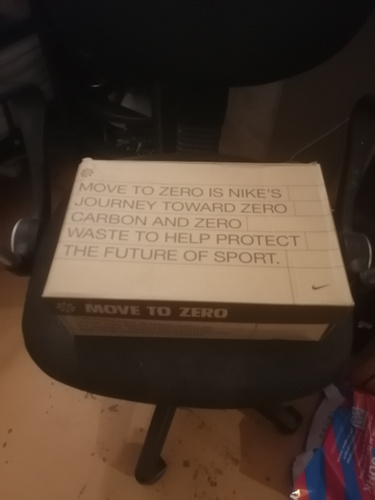 MOVE TO ZERO IS NIKE'S
JOURNEY TOWARD ZERO
CARBON AND ZERO
WASTE TO HELP PROTECT
THE FUTURE OF SPORT.
MOVE TO ZERO